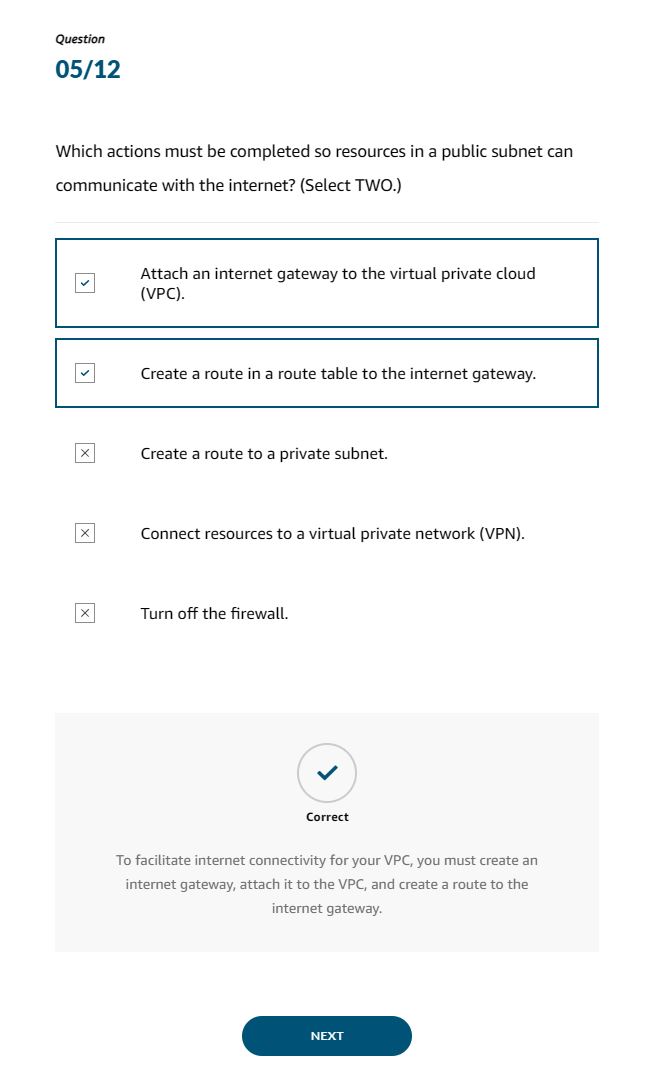 Question
05/12
Which actions must be completed so resources in a public subnet can
communicate with the internet? (Select TWO.)
Attach an internet gateway to the virtual private cloud
(VPC).
Create a route in a route table to the internet gateway.
Create a route to a private subnet.
Connect resources to a virtual private network (VPN).
Turn off the firewall.
Correct
To facilitate internet connectivity for your VPC, you must create an
internet gateway, attach it to the VPC, and create a route to the
internet gateway.
NEXT